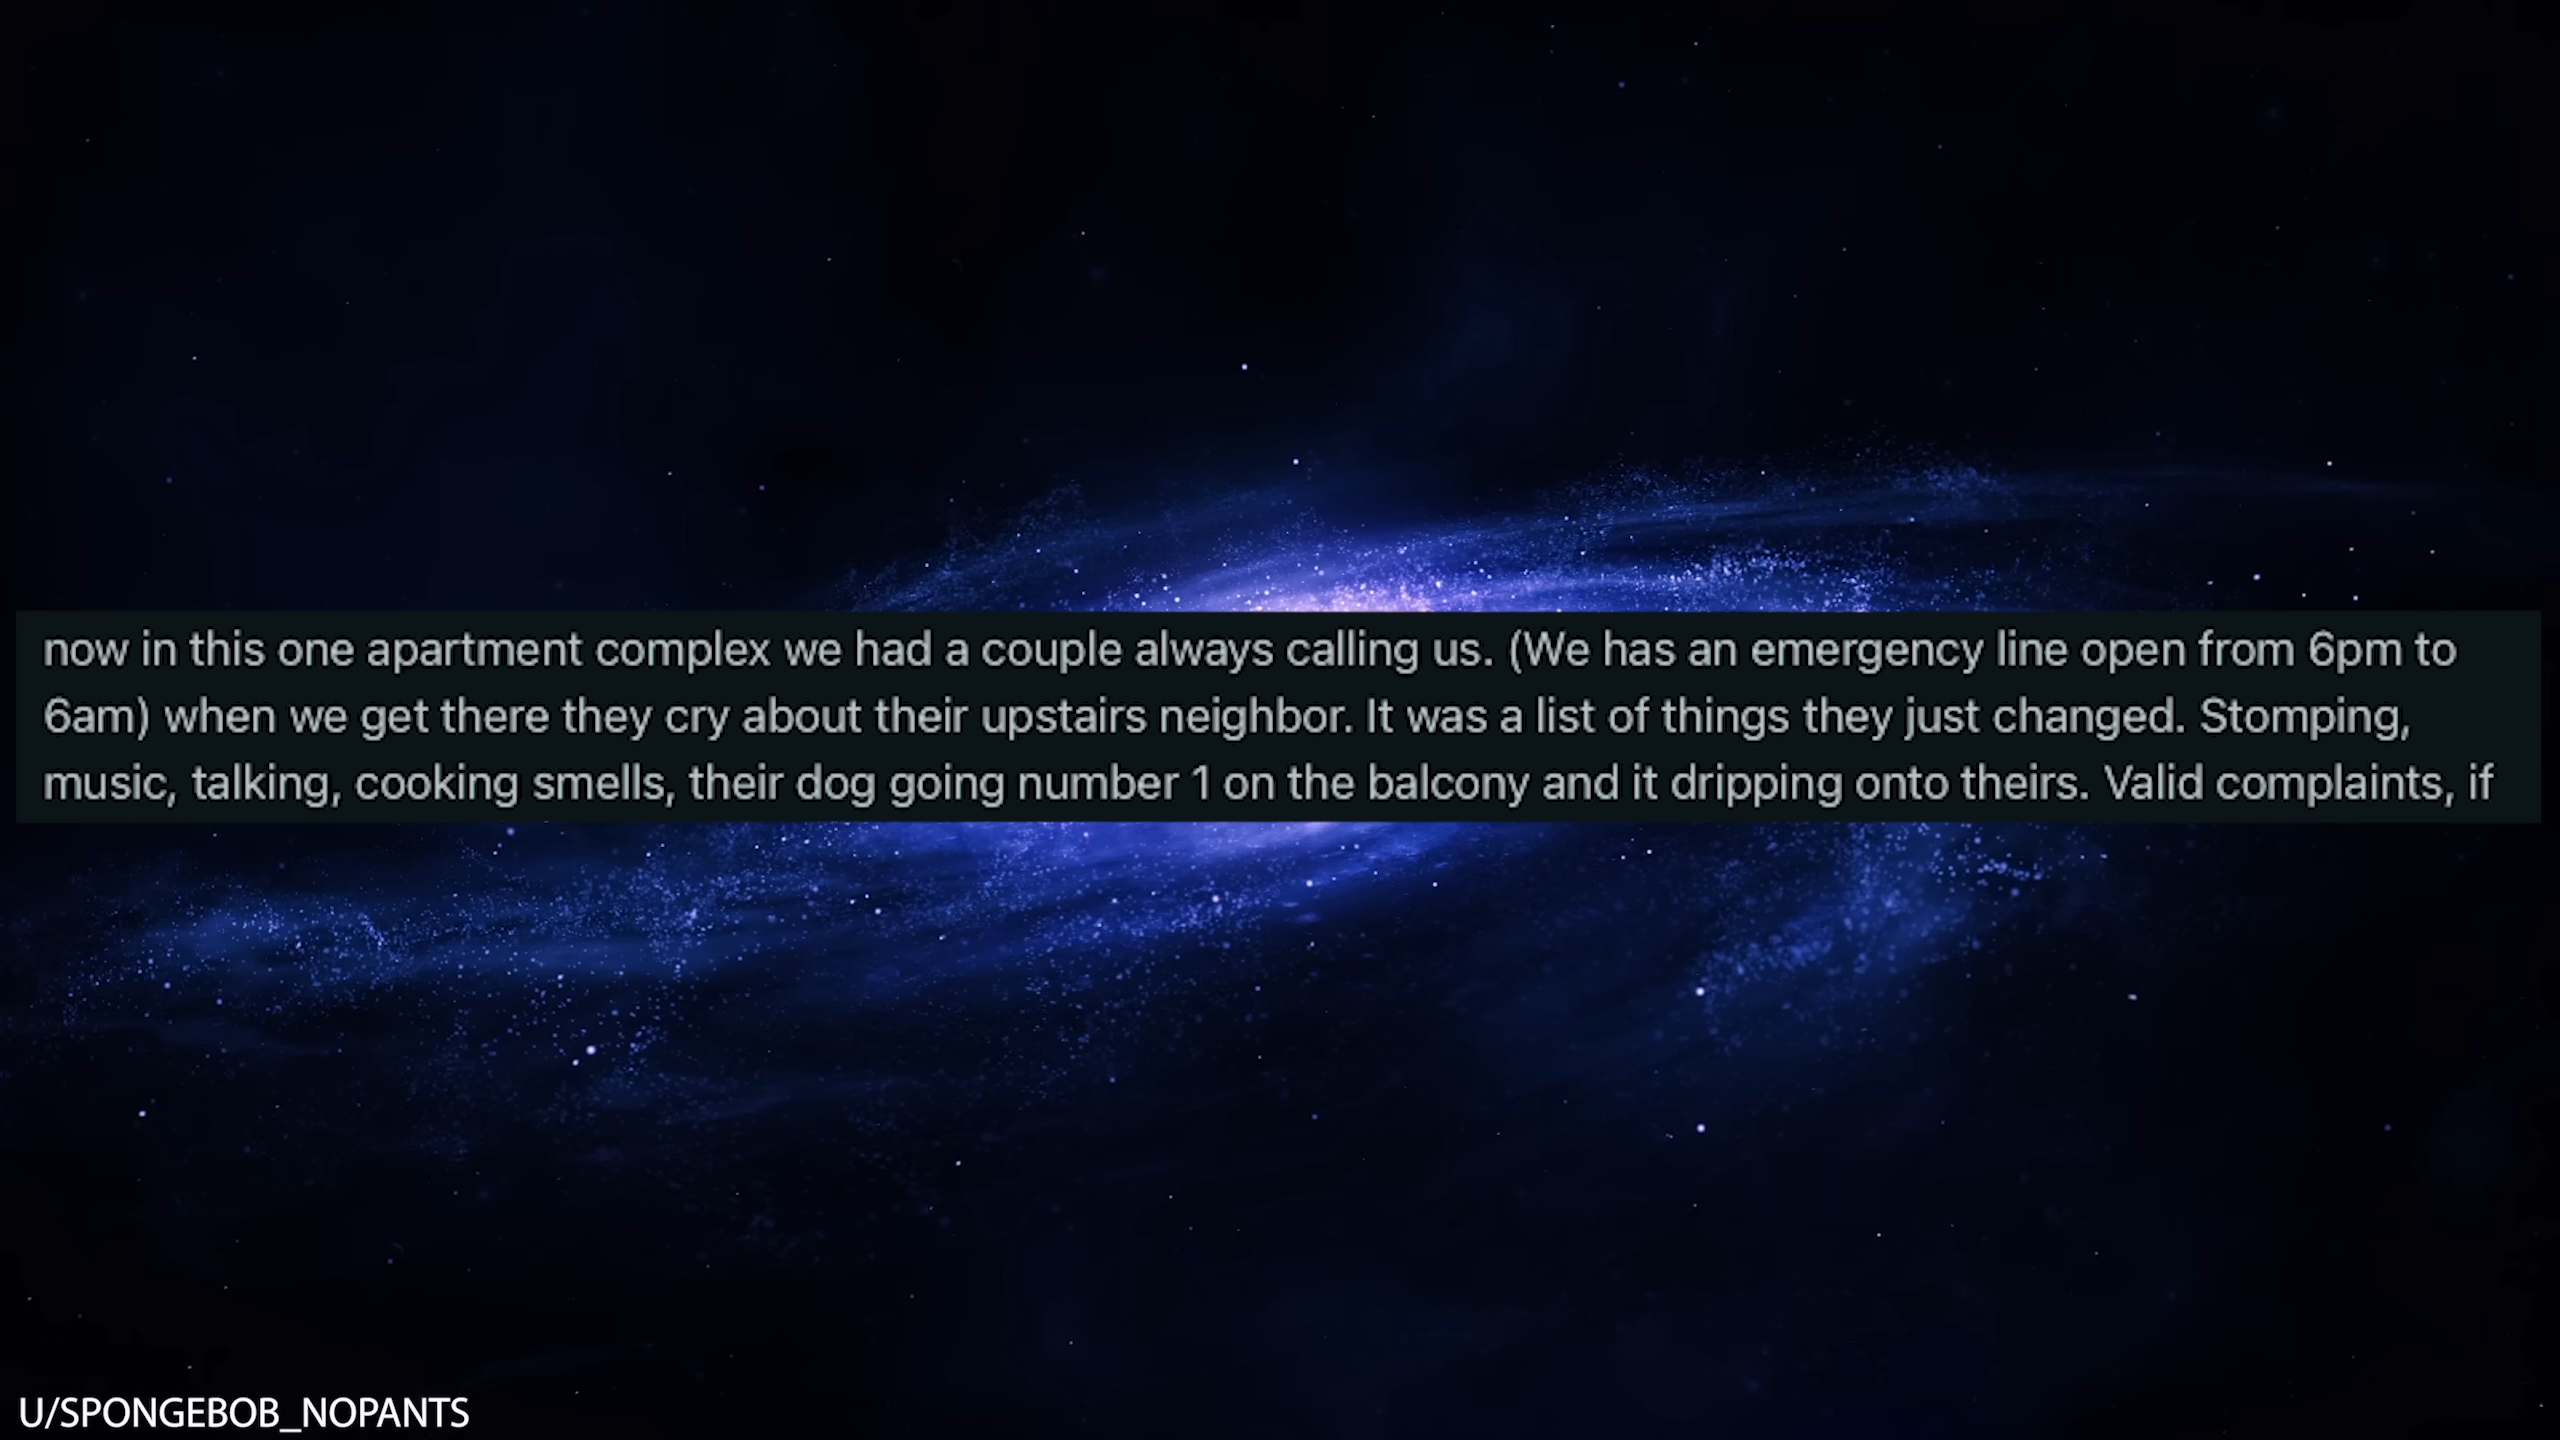 now in this one apartment complex we had a couple always calling us. (We has an emergency line open from 6pm to
6am) when we get there they cry about their upstairs neighbor. It was a list of things they just changed. Stomping,
music, talking, cooking smells, their dog going number 1 on the balcony and it dripping onto theirs. Valid complaints, if
U/SPONGEBOB_NOPANTS